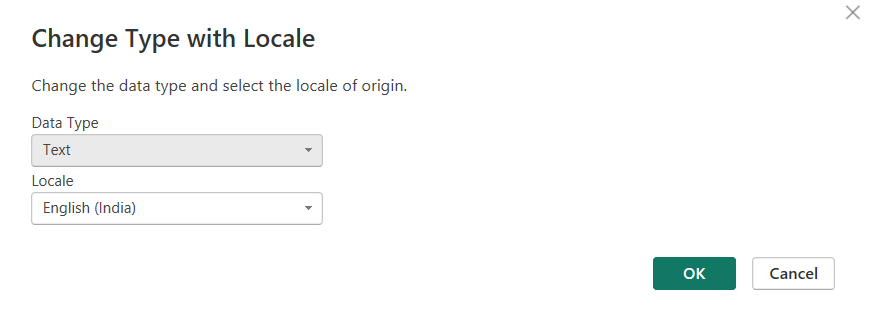 Change Type with Locale
Change the data type and select the locale of origin.
Data Type
Text
Locale
English (India)
OK
Cancel